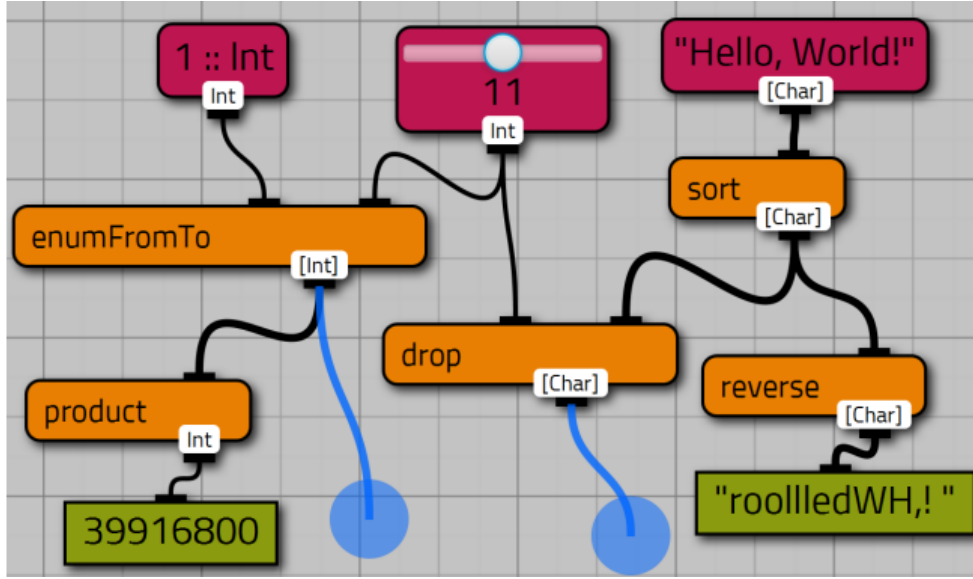 1 :: Int
Int
11
Int
"Hello, World!"
[Char]
sort
[Char]
enumFromTo
[Int]
drop
[Char]
reverse
[Char]
product
Int
39916800
"roollledWH,! "